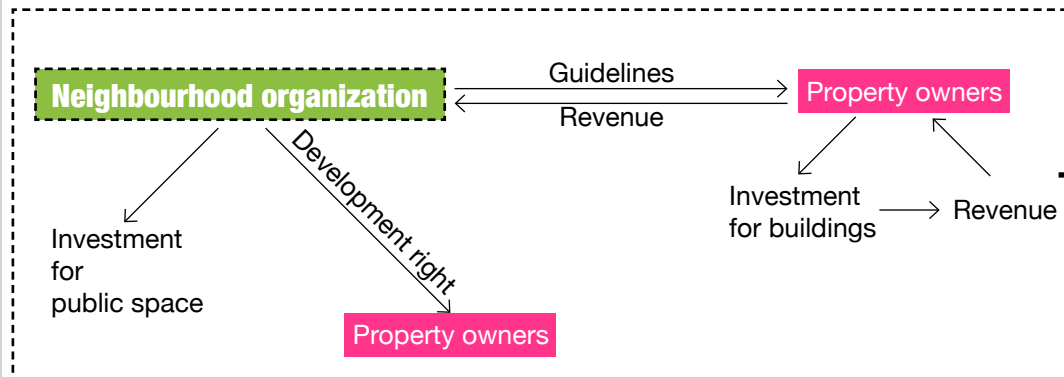 Neighbourhood organization
Guidelines
Revenue
Property owners
Development right
Investment
for
public space
Investment
for buildings
Revenue
Property owners